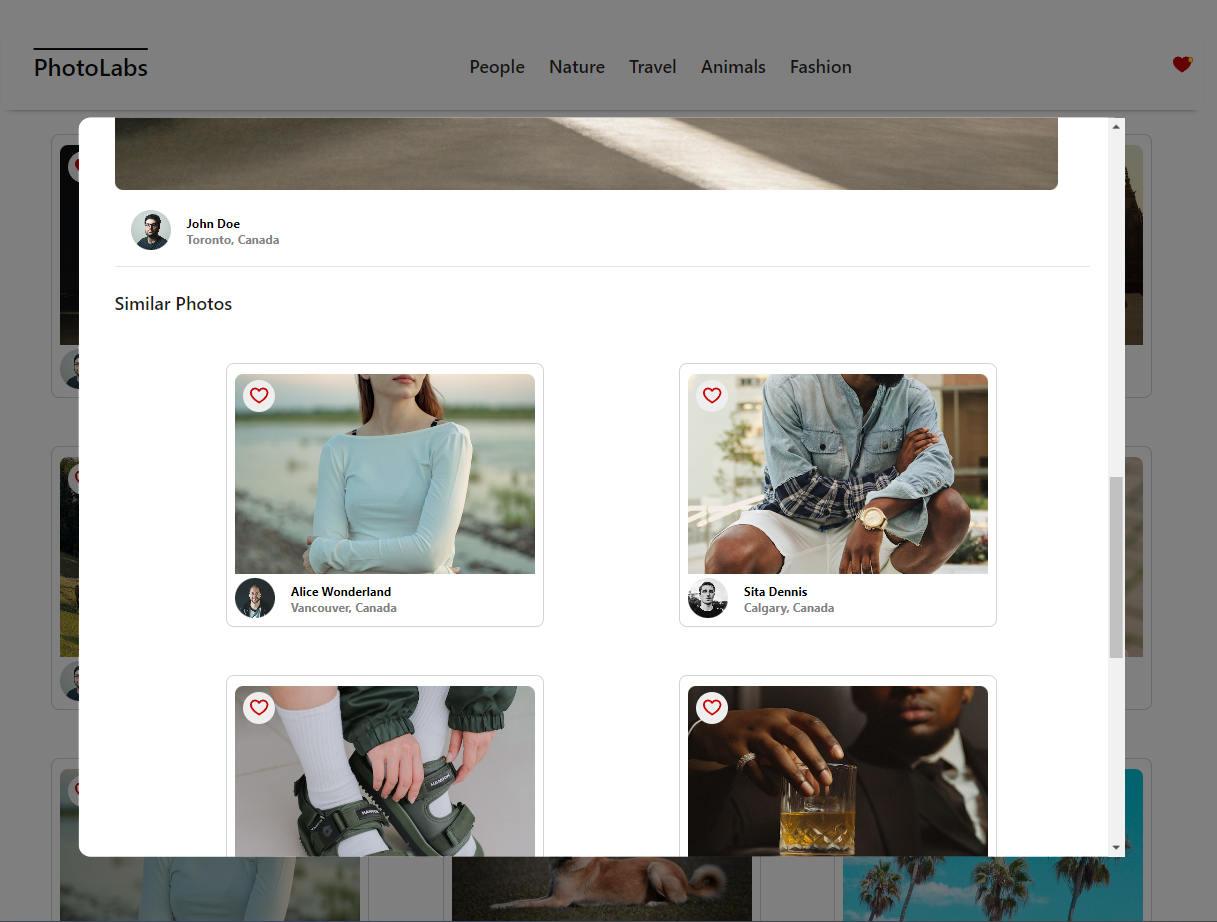 PhotoLabs
People Nature Travel Animals Fashion
John Doe
Toronto, Canada
Similar Photos
Alice Wonderland
Vancouver, Canada
Sita Dennis
Calgary, Canada